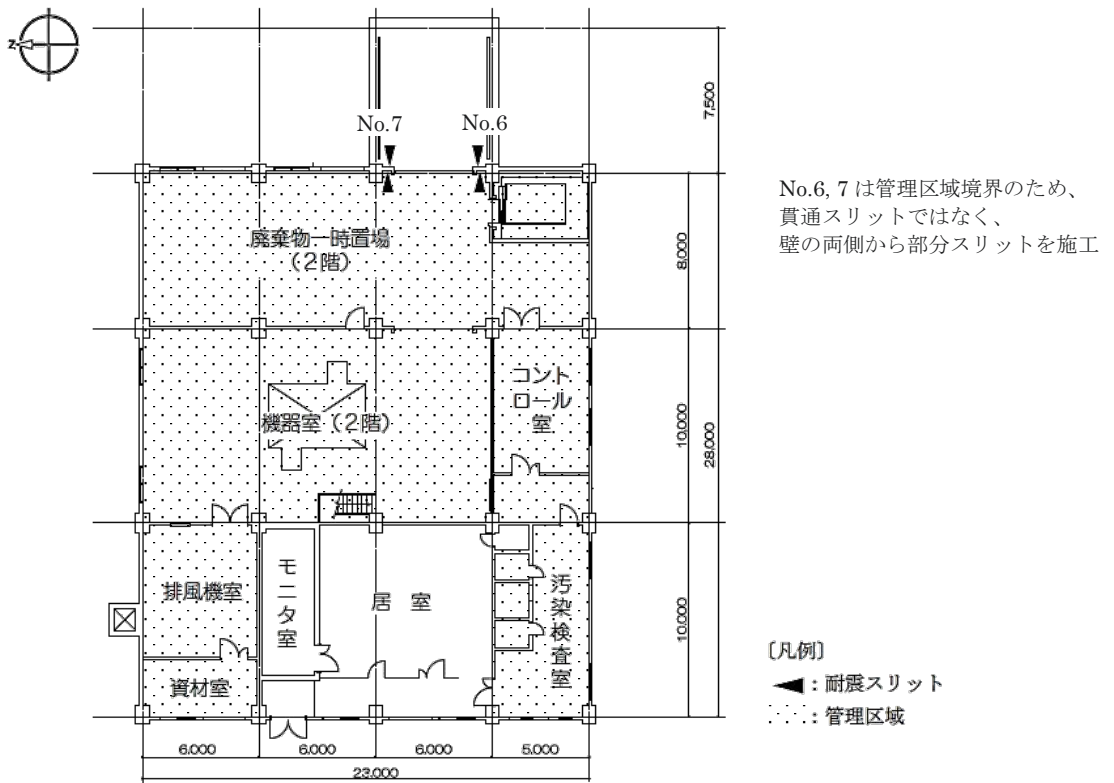 Z
No.7
No.6
7,500
No.6, 7 は管理区域境界のため、
貫通スリットではなく、
壁の両側から部分スリットを施工
廃棄物一時置場
（２階）
8,000
コント
ロール
室
機器室（２階）
10,000
28,000
排風機室
モニタ室
居　室
汚染検査室
10,000
資材室
〔凡例〕
：耐震スリット
：管理区域
6,000
6,000
6,000
5,000
23,000